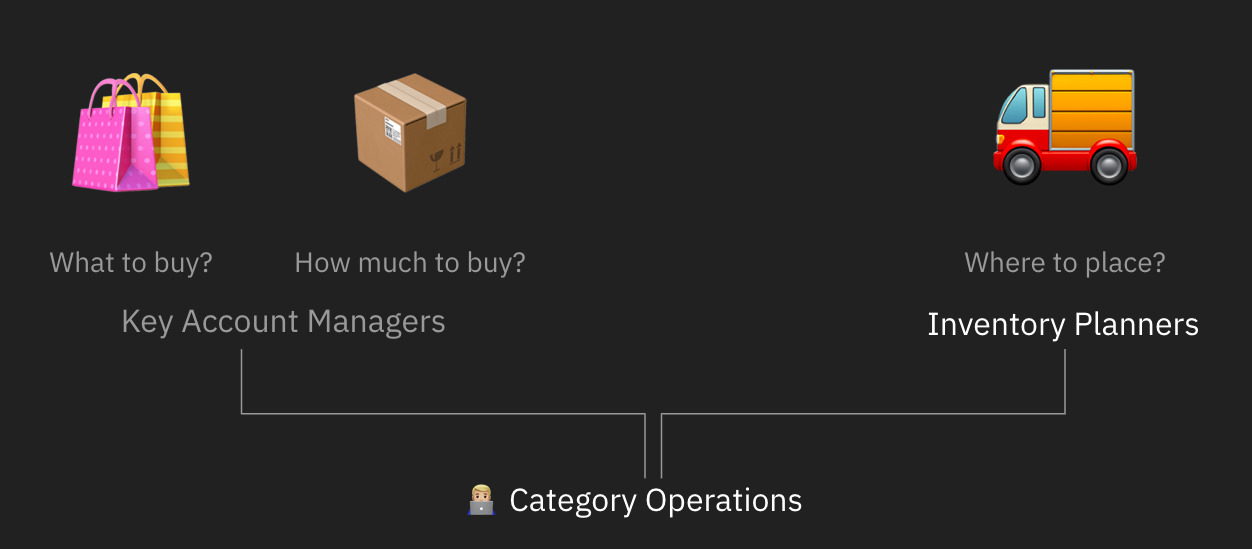 What to buy?
How much to buy?
Where to place?
Key Account Managers
Inventory Planners
Category Operations